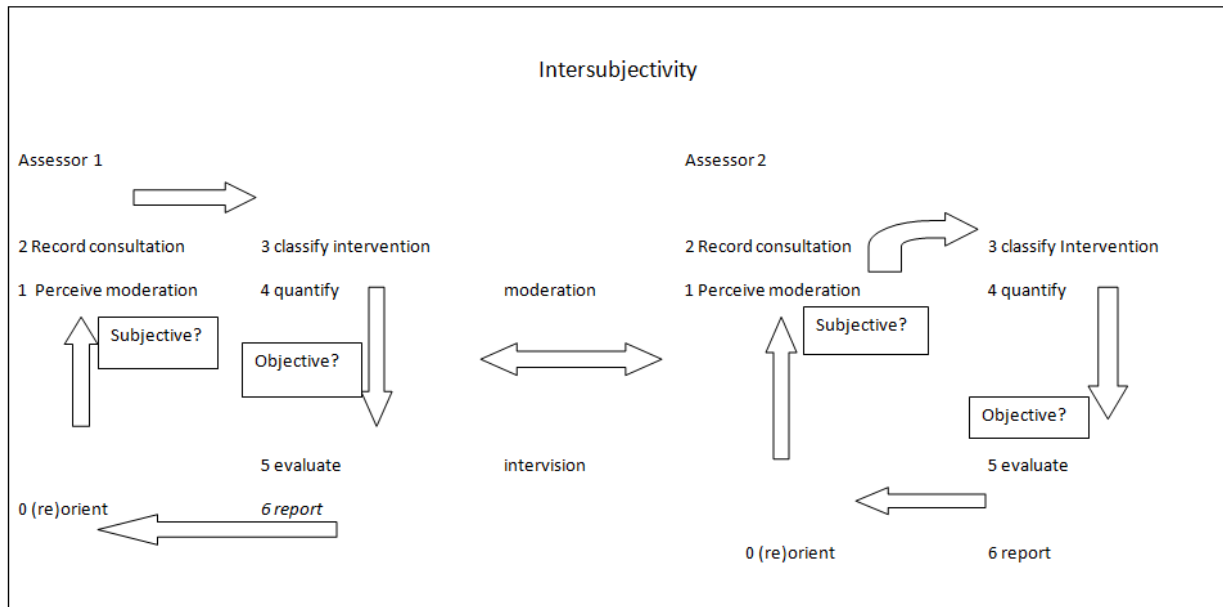 Intersubjectivity
Assessor 1
Assessor 2
2 Record consultation
3 classify intervention
2 Record consultation
3 classify Intervention
1 Perceive moderation
4 quantify
moderation
1 Perceive moderation
4 quantify
Subjective?
Objective?
Subjective?
Objective?
5 evaluate
intervision
5 evaluate
0 (re)orient
6 report
0 (re)orient
6 report